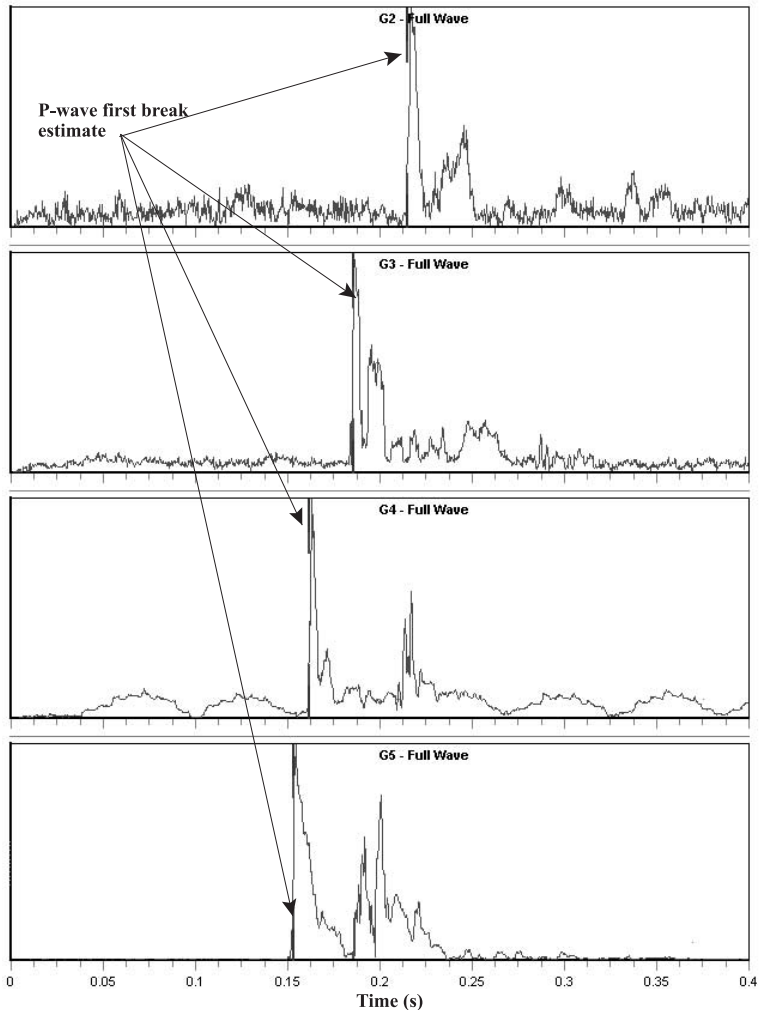 G2 - Full Wave
P-wave first break
estimate
G3 - Full Wave
G4 - Full Wave
G5 - Full Wave
0 0.05 0.1 0.15 0.2 0.25 0.3 0.35 0.4
Time (s)